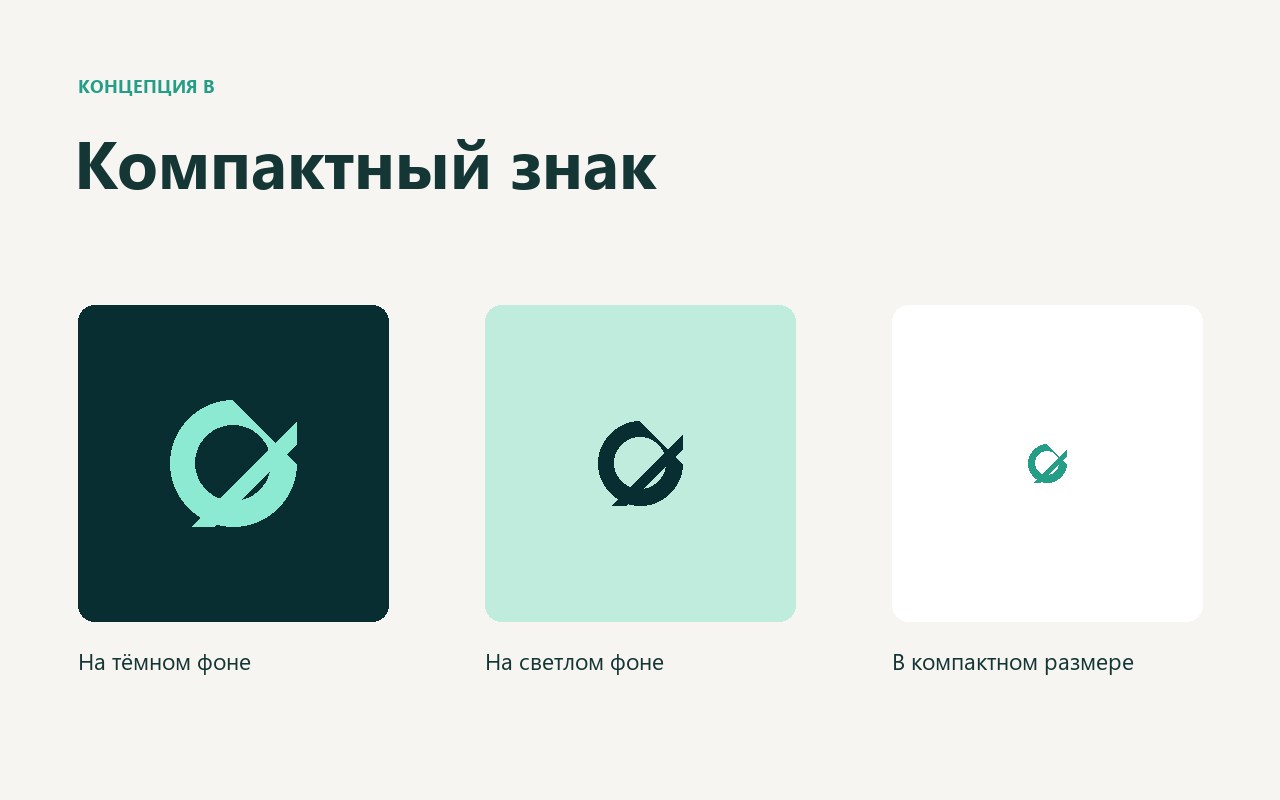 КОНЦЕПЦИЯ В
Компактный знак
На тёмном фоне
На светлом фоне
В компактном размере